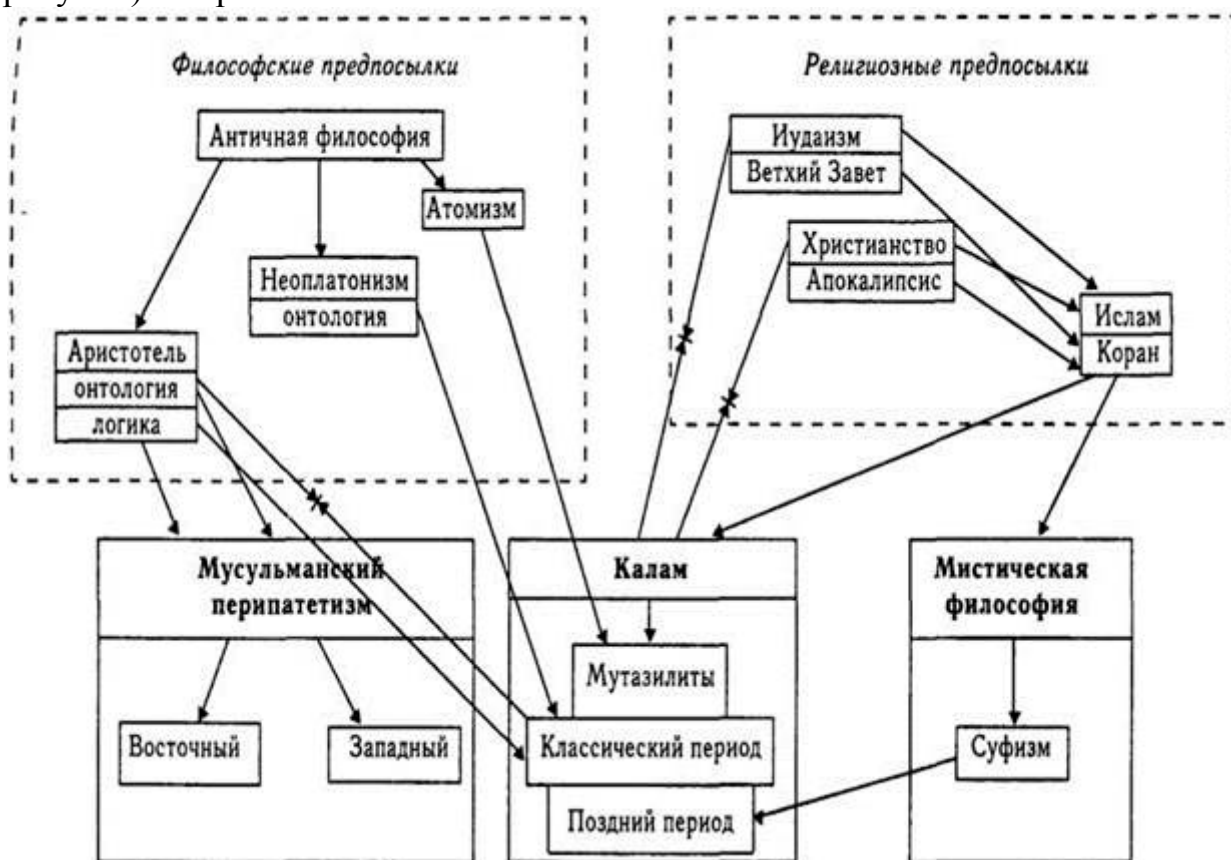 Философские предпосылки
Античная философия
Атомизм
Неоплатонизм
онтология
Аристотель
онтология
логика
Религиозные предпосылки
Иудаизм
Ветхий Завет
Христианство
Апокалипсис
Ислам
Коран
Мусульманский
перипатетизм
Восточный
Западный
Калам
Мутазилиты
Классический период
Поздний период
Мистическая
философия
Суфизм